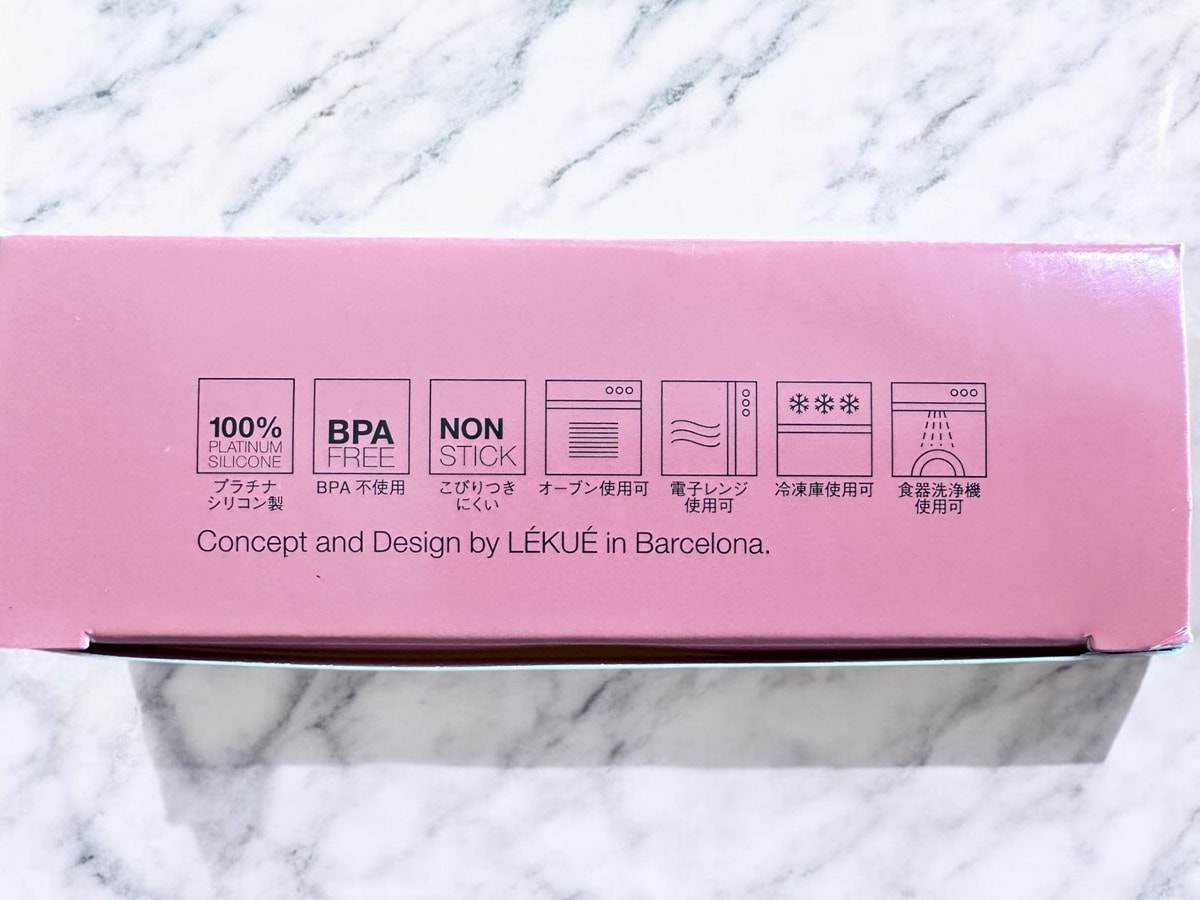 100%
PLATINUM
SILICONE
プラチナ
シリコン製
BPA
FREE
BPA 不使用
NON
STICK
こびりつき
にくい
オーブン使用可
電子レンジ
使用可
冷凍庫使用可
食器洗浄機
使用可
Concept and Design by LÉKUÉ in Barcelona.